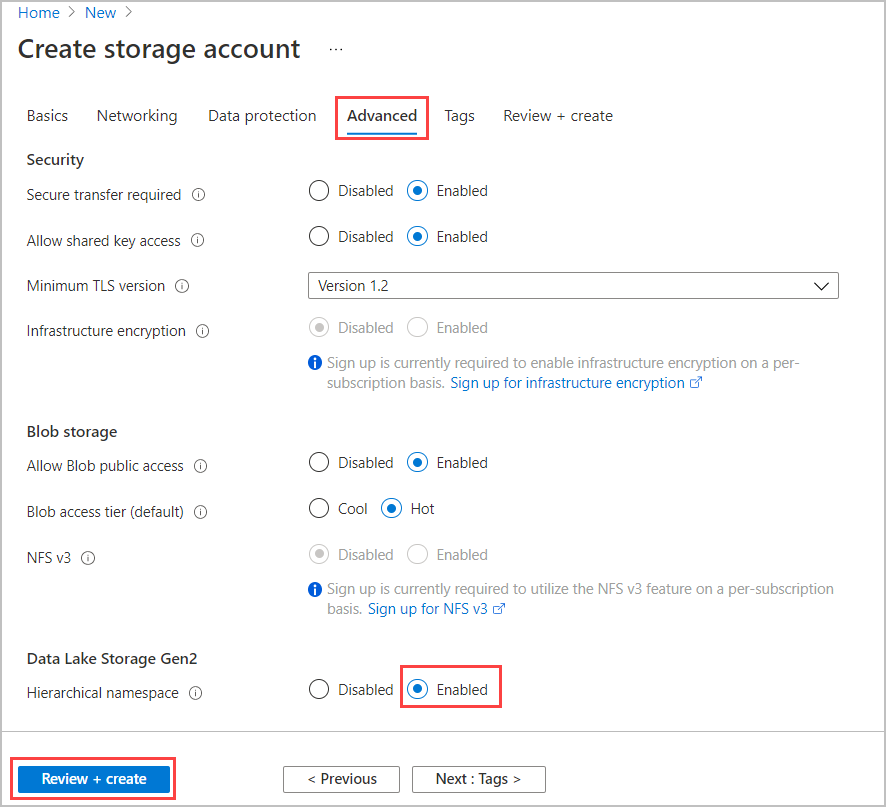 Home > New >
Create storage account ...
Basics Networking Data protection Advanced Tags Review + create
Security
Secure transfer required Disabled Enabled
Allow shared key access Disabled Enabled
Minimum TLS version Version 1.2
Infrastructure encryption Disabled Enabled
Sign up is currently required to enable infrastructure encryption on a per-
subscription basis. Sign up for infrastructure encryption
Blob storage
Allow Blob public access Disabled Enabled
Blob access tier (default) Cool Hot
NFS v3 Disabled Enabled
Sign up is currently required to utilize the NFS v3 feature on a per-subscription
basis. Sign up for NFS v3
Data Lake Storage Gen2
Hierarchical namespace Disabled Enabled
Review + create < Previous Next : Tags >